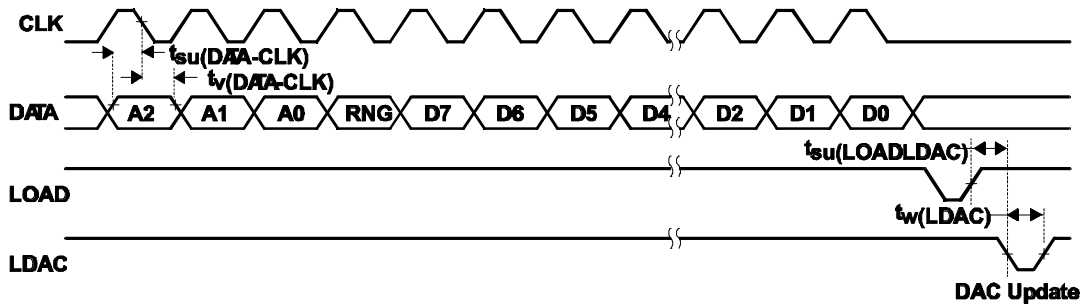 CLK
tsu(DATA-CLK)
tv(DATA-CLK)
DATA A2 A1 A0 RNG D7 D6 D5 D4 D2 D1 D0
tsu(LOADLDAC)
LOAD
tw(LDAC)
LDAC
DAC Update